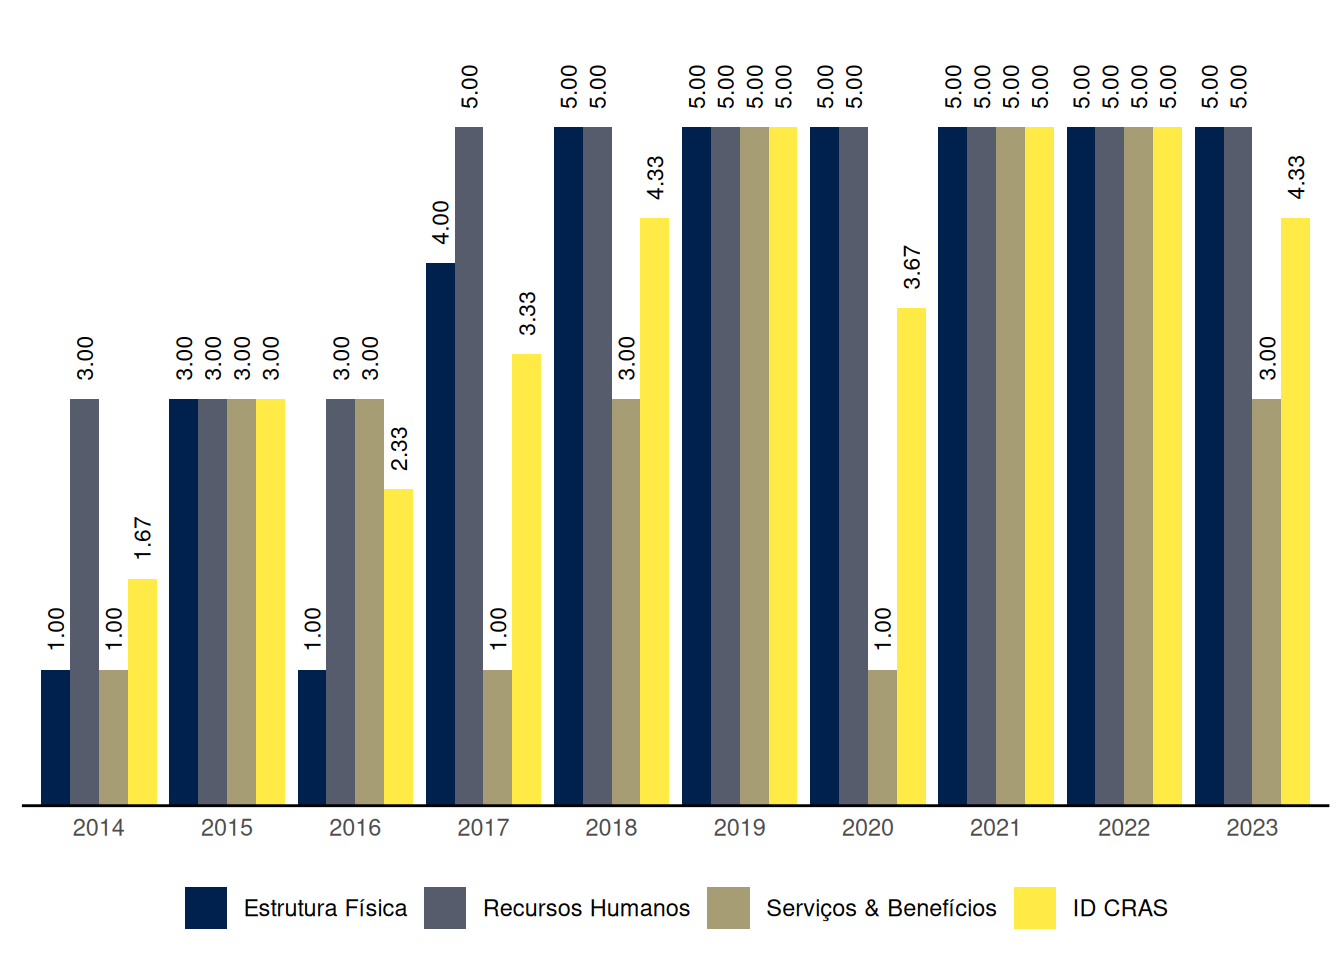 1.00 3.00 1.00 1.67
3.00 3.00 3.00 3.00
1.00 3.00 3.00 2.33
4.00 5.00 1.00 3.33
5.00 5.00 3.00 4.33
5.00 5.00 5.00 5.00
5.00 5.00 1.00 3.67
5.00 5.00 5.00 5.00
5.00 5.00 5.00 5.00
5.00 5.00 3.00 4.33
2014 2015 2016 2017 2018 2019 2020 2021 2022 2023
Estrutura Física Recursos Humanos Serviços & Benefícios ID CRAS